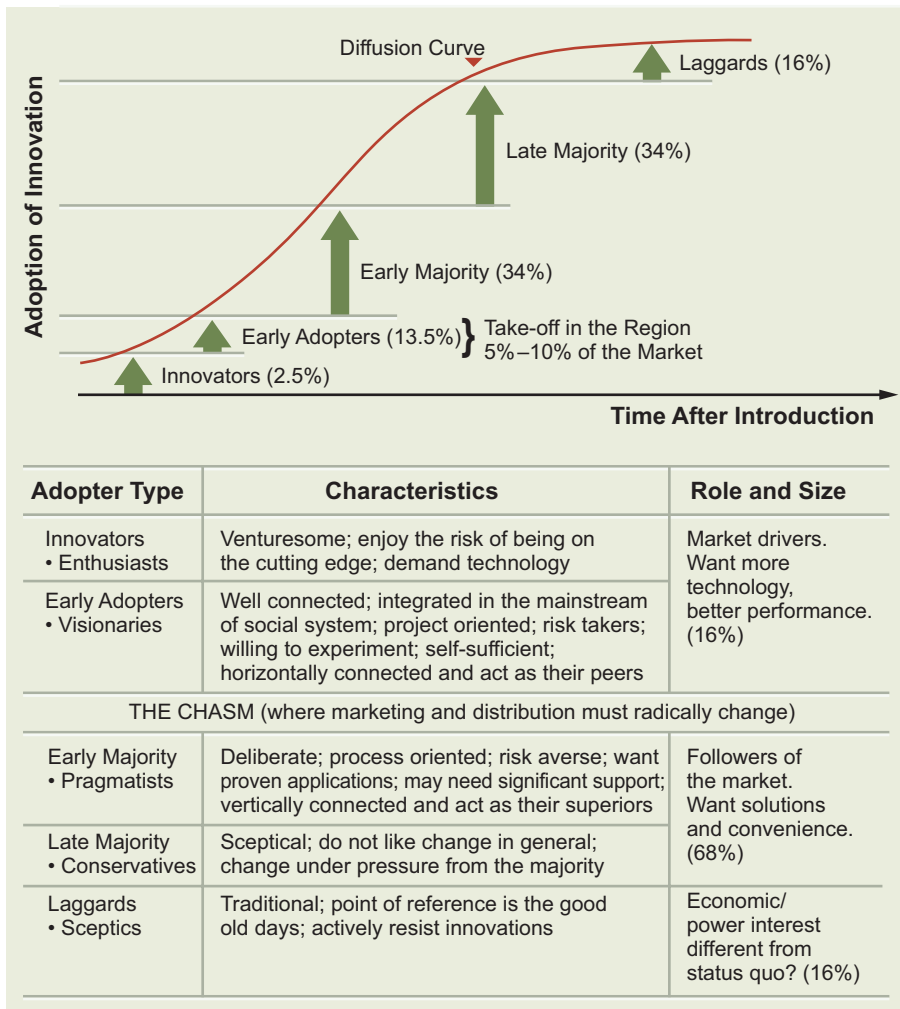 Diffusion Curve
Laggards (16%)
Late Majority (34%)
Adoption of Innovation
Early Majority (34%)
Early Adopters (13.5%)
}
Take-off in the Region
5%–10% of the Market
Innovators (2.5%)
Time After Introduction
Adopter Type
Characteristics
Role and Size
Innovators
• Enthusiasts
Venturesome; enjoy the risk of being on
the cutting edge; demand technology
Market drivers.
Want more
technology,
better performance.
(16%)
Early Adopters
• Visionaries
Well connected; integrated in the mainstream
of social system; project oriented; risk takers;
willing to experiment; self-sufficient;
horizontally connected and act as their peers
THE CHASM (where marketing and distribution must radically change)
Early Majority
• Pragmatists
Deliberate; process oriented; risk averse; want
proven applications; may need significant support;
vertically connected and act as their superiors
Followers of
the market.
Want solutions
and convenience.
(68%)
Late Majority
• Conservatives
Sceptical; do not like change in general;
change under pressure from the majority
Laggards
• Sceptics
Traditional; point of reference is the good
old days; actively resist innovations
Economic/
power interest
different from
status quo? (16%)